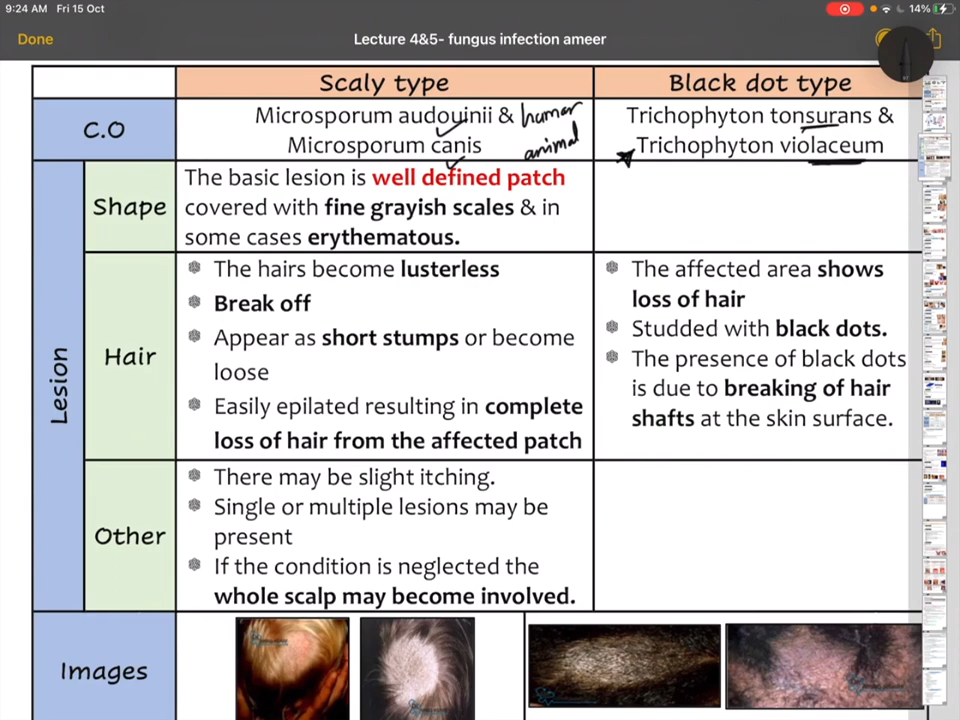 9:24 AM Fri 15 Oct
14%
Done
Lecture 4&5- fungus infection ameer
Scaly type
Black dot type
C.O
Microsporum audouinii & human
Microsporum canis animal
Trichophyton tonsurans &
Trichophyton violaceum
Lesion
Shape
The basic lesion is well defined patch
covered with fine grayish scales & in
some cases erythematous.
Hair
The hairs become lusterless
Break off
Appear as short stumps or become
loose
Easily epilated resulting in complete
loss of hair from the affected patch
The affected area shows
loss of hair
Studded with black dots.
The presence of black dots
is due to breaking of hair
shafts at the skin surface.
Other
There may be slight itching.
Single or multiple lesions may be
present
If the condition is neglected the
whole scalp may become involved.
Images